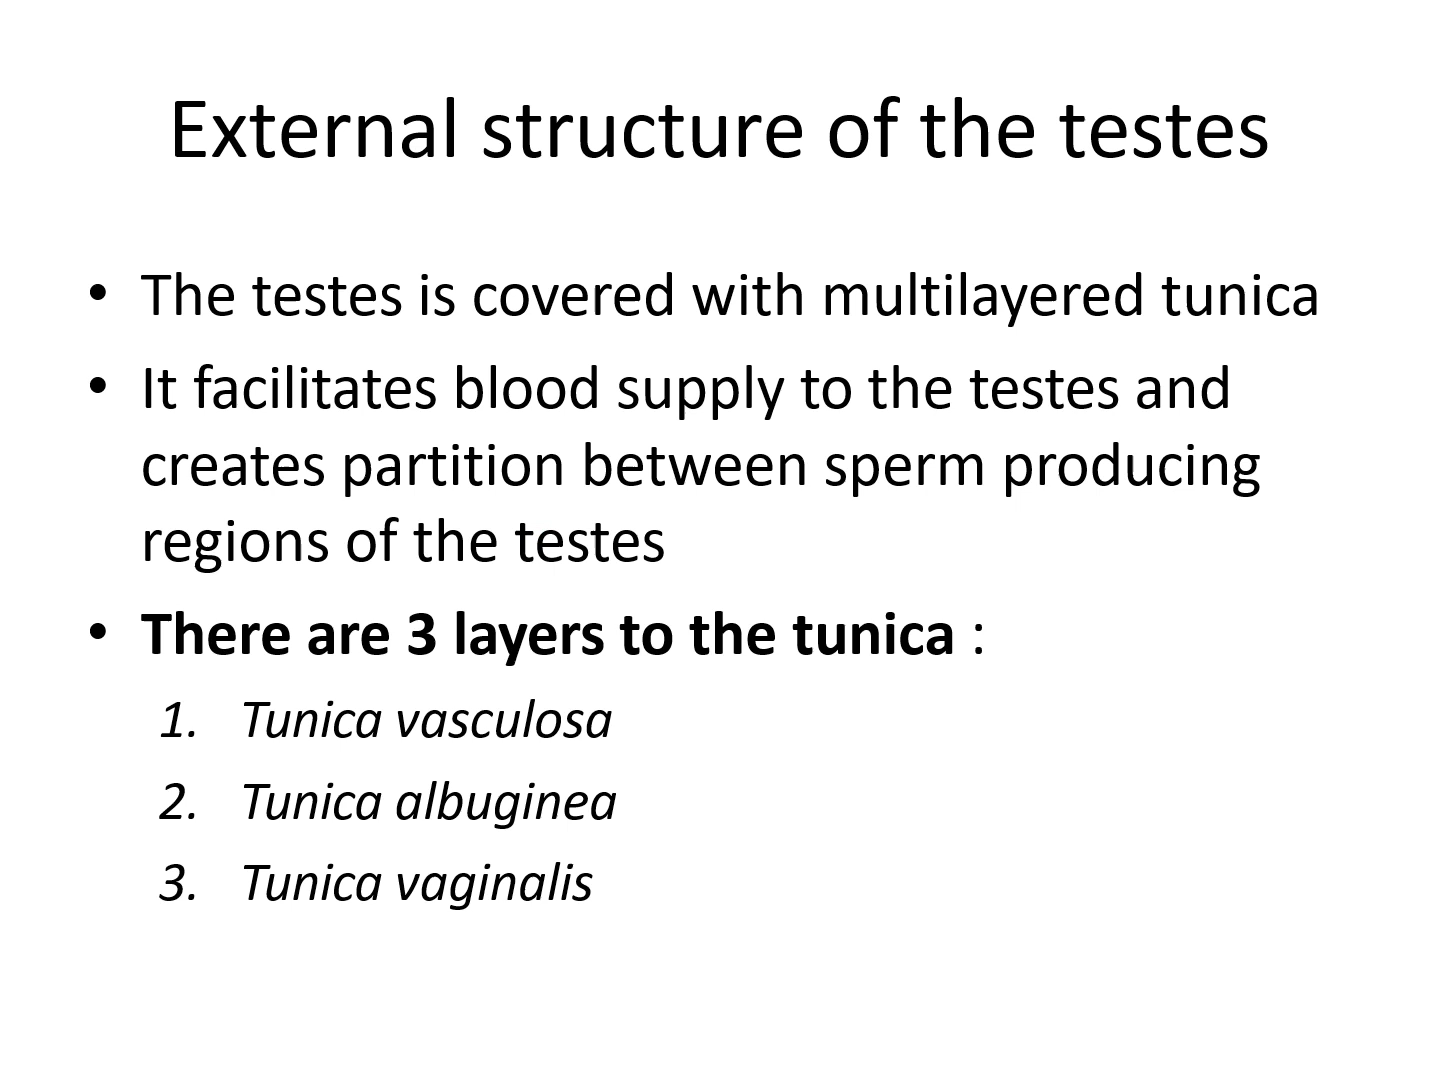 External structure of the testes
• The testes is covered with multilayered tunica
• It facilitates blood supply to the testes and
creates partition between sperm producing
regions of the testes
• There are 3 layers to the tunica :
1. Tunica vasculosa
2. Tunica albuginea
3. Tunica vaginalis